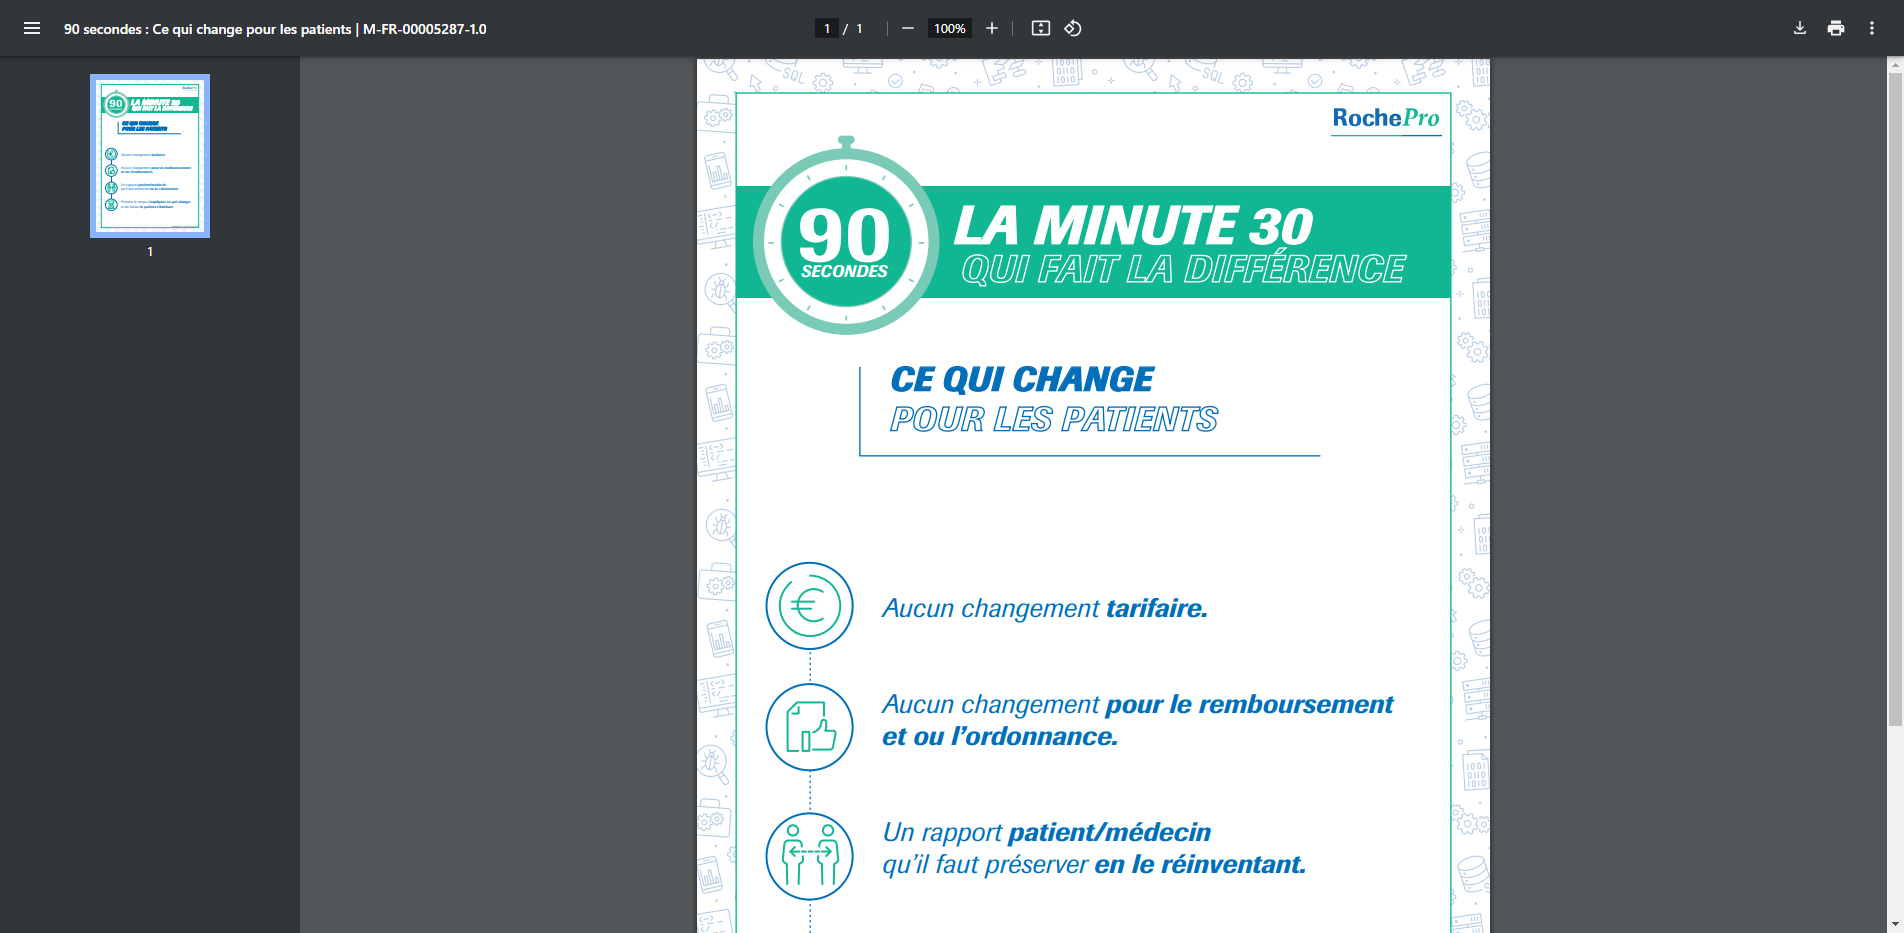 90 secondes : Ce qui change pour les patients | M-FR-00005287-1.0
1 / 1
100%
1
RochePro
90
SECONDES
LA MINUTE 30
QUI FAIT LA DIFFÉRENCE
CE QUI CHANGE
POUR LES PATIENTS
Aucun changement tarifaire.
Aucun changement pour le remboursement
et ou l’ordonnance.
Un rapport patient/médecin
qu’il faut préserver en le réinventant.